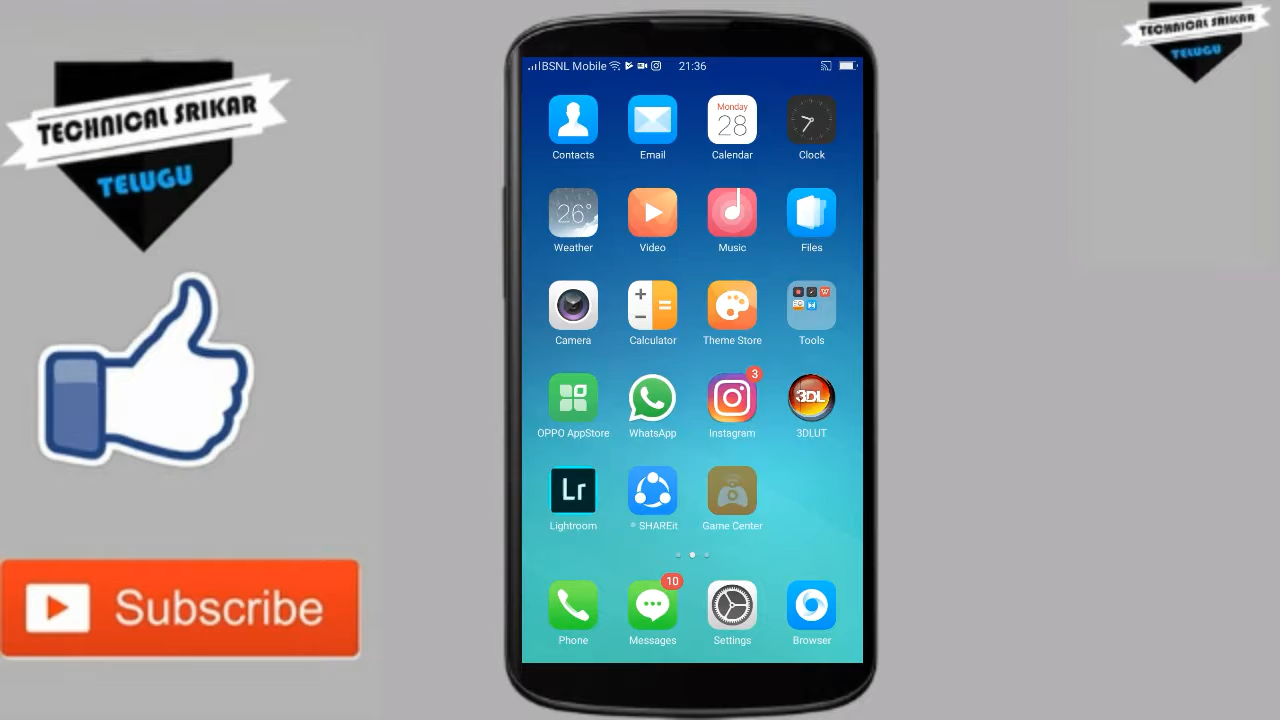 TECHNICAL SRIKAR
TELUGU
Subscribe
BSNL Mobile 21:36
Monday
28
Contacts Email Calendar Clock
26°
Weather Video Music Files
Camera Calculator Theme Store Tools
3
3DL
OPPO AppStore WhatsApp Instagram 3DLUT
Lr
Lightroom SHAREit Game Center
10
Phone Messages Settings Browser
TECHNICAL SRIKAR
TELUGU